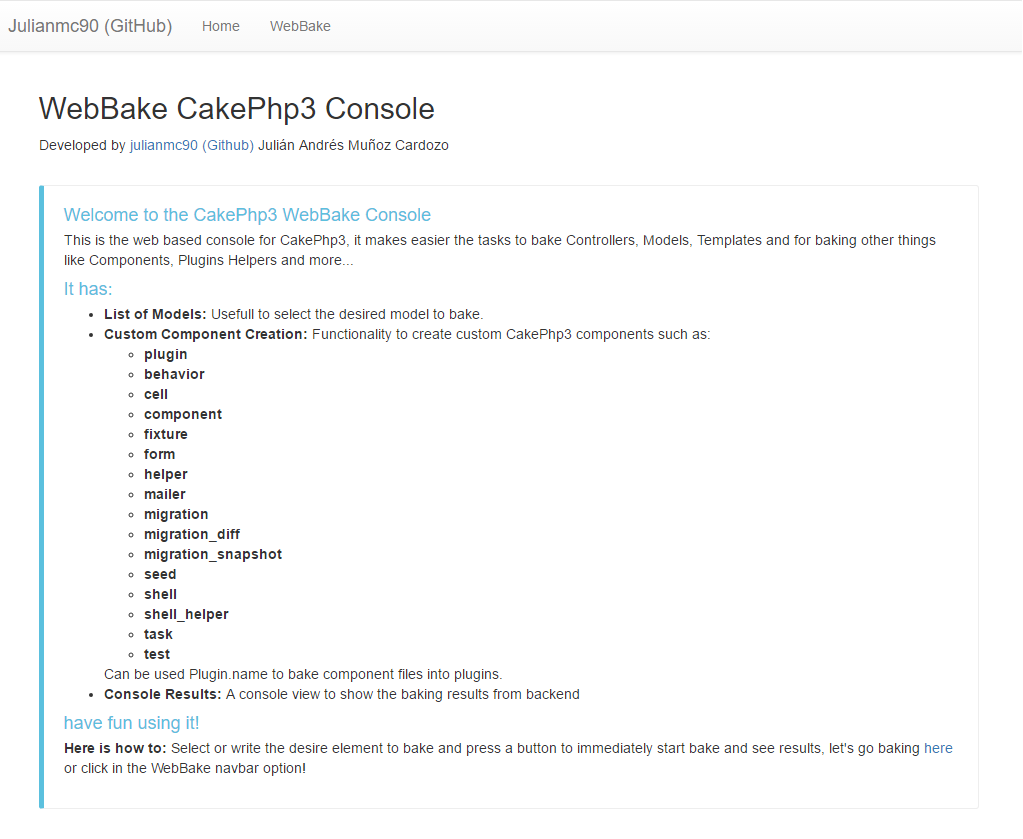 Julianmc90 (GitHub) Home WebBake
WebBake CakePhp3 Console
Developed by julianmc90 (Github) Julián Andrés Muñoz Cardozo
Welcome to the CakePhp3 WebBake Console
This is the web based console for CakePhp3, it makes easier the tasks to bake Controllers, Models, Templates and for baking other things
like Components, Plugins Helpers and more...
It has:
List of Models: Usefull to select the desired model to bake.
Custom Component Creation: Functionality to create custom CakePhp3 components such as:
plugin
behavior
cell
component
fixture
form
helper
mailer
migration
migration_diff
migration_snapshot
seed
shell
shell_helper
task
test
Can be used Plugin.name to bake component files into plugins.
Console Results: A console view to show the baking results from backend
have fun using it!
Here is how to: Select or write the desire element to bake and press a button to immediately start bake and see results, let's go baking here
or click in the WebBake navbar option!